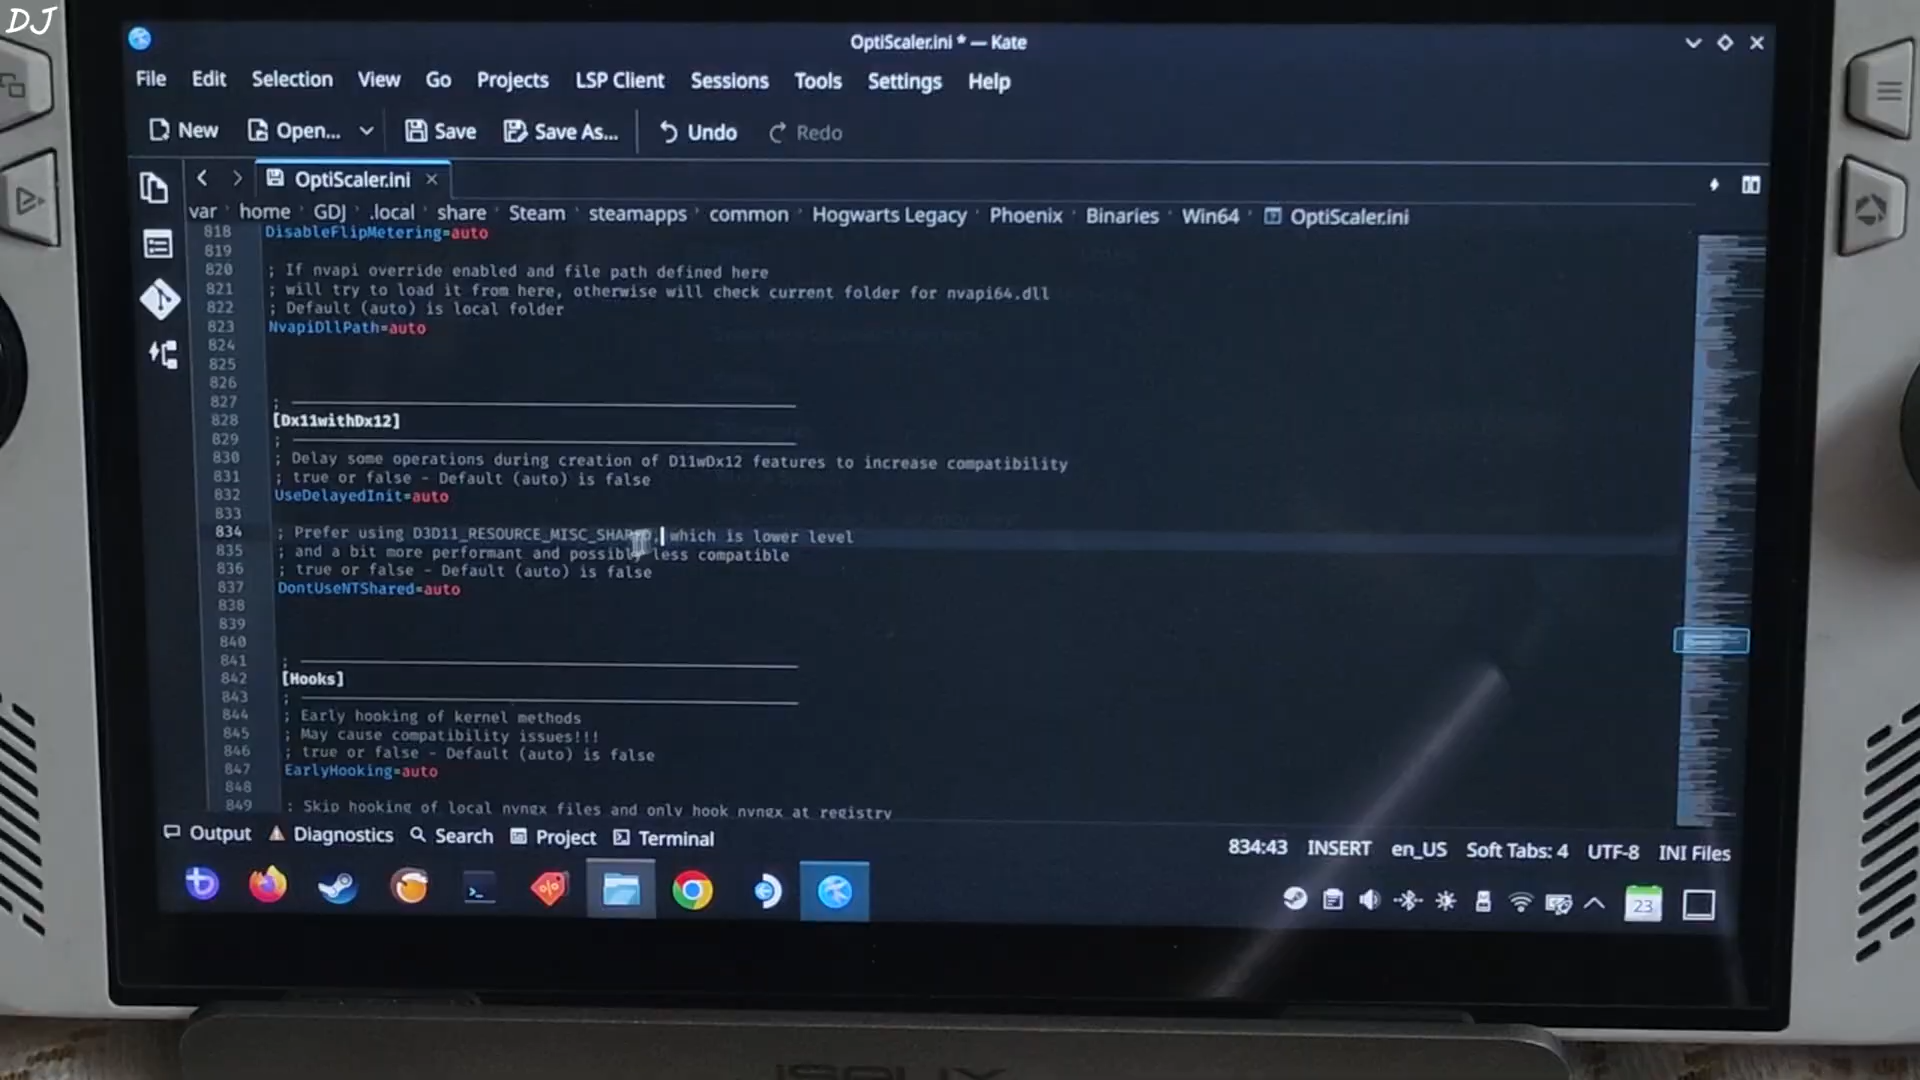 DJ
OptiScaler.ini * — Kate
File Edit Selection View Go Projects LSP Client Sessions Tools Settings Help
New Open... Save Save As... Undo Redo
OptiScaler.ini
var home GDJ .local share Steam steamapps common Hogwarts Legacy Phoenix Binaries Win64 OptiScaler.ini
818 DisableFlipMetering=auto
819
820 ; If nvapi override enabled and file path defined here
821 ; will try to load it from here, otherwise will check current folder for nvapi64.dll
822 ; Default (auto) is local folder
823 NvapiDllPath=auto
824
825
826
827 ;
828 [Dx11withDx12]
829 ;
830 ; Delay some operations during creation of D11wDx12 features to increase compatibility
831 ; true or false - Default (auto) is false
832 UseDelayedInit=auto
833
834 ; Prefer using D3D11_RESOURCE_MISC_SHARED, which is lower level
835 ; and a bit more performant and possibly less compatible
836 ; true or false - Default (auto) is false
837 DontUseNTShared=auto
838
839
840
841 ;
842 [Hooks]
843 ;
844 ; Early hooking of kernel methods
845 ; May cause compatibility issues!!!
846 ; true or false - Default (auto) is false
847 EarlyHooking=auto
848
849 ; Skip hooking of local nvngx files and only hook nvngx at registry
Output Diagnostics Search Project Terminal
834:43 INSERT en_US Soft Tabs: 4 UTF-8 INI Files
23